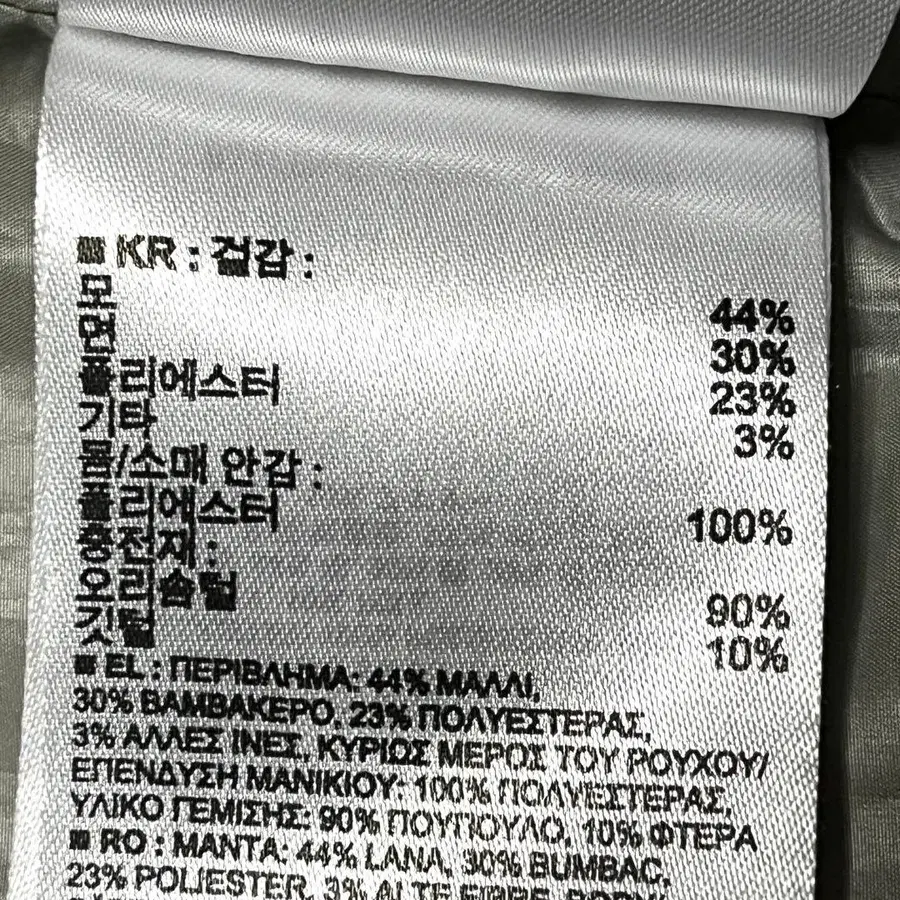 ■ KR : 겉감 :
모 44%
면 30%
폴리에스터 23%
기타 3%
몸/소매 안감 :
폴리에스터 100%
충전재 :
오리솜털 90%
깃털 10%
■ EL : ΠΕΡΙΒΛΗΜΑ: 44% ΜΑΛΛΙ,
30% ΒΑΜΒΑΚΕΡΟ, 23% ΠΟΛΥΕΣΤΕΡΑΣ,
3% ΑΛΛΕΣ ΙΝΕΣ, ΚΥΡΙΩΣ ΜΕΡΟΣ ΤΟΥ ΡΟΥΧΟΥ/
ΕΠΕΝΔΥΣΗ ΜΑΝΙΚΙΟΥ: 100% ΠΟΛΥΕΣΤΕΡΑΣ,
ΥΛΙΚΟ ΓΕΜΙΣΗΣ: 90% ΠΟΥΠΟΥΛΟ, 10% ΦΤΕΡΑ
■ RO : MANTA: 44% LANA, 30% BUMBAC,
23% POLIESTER, 3% ALTE FIBRE,